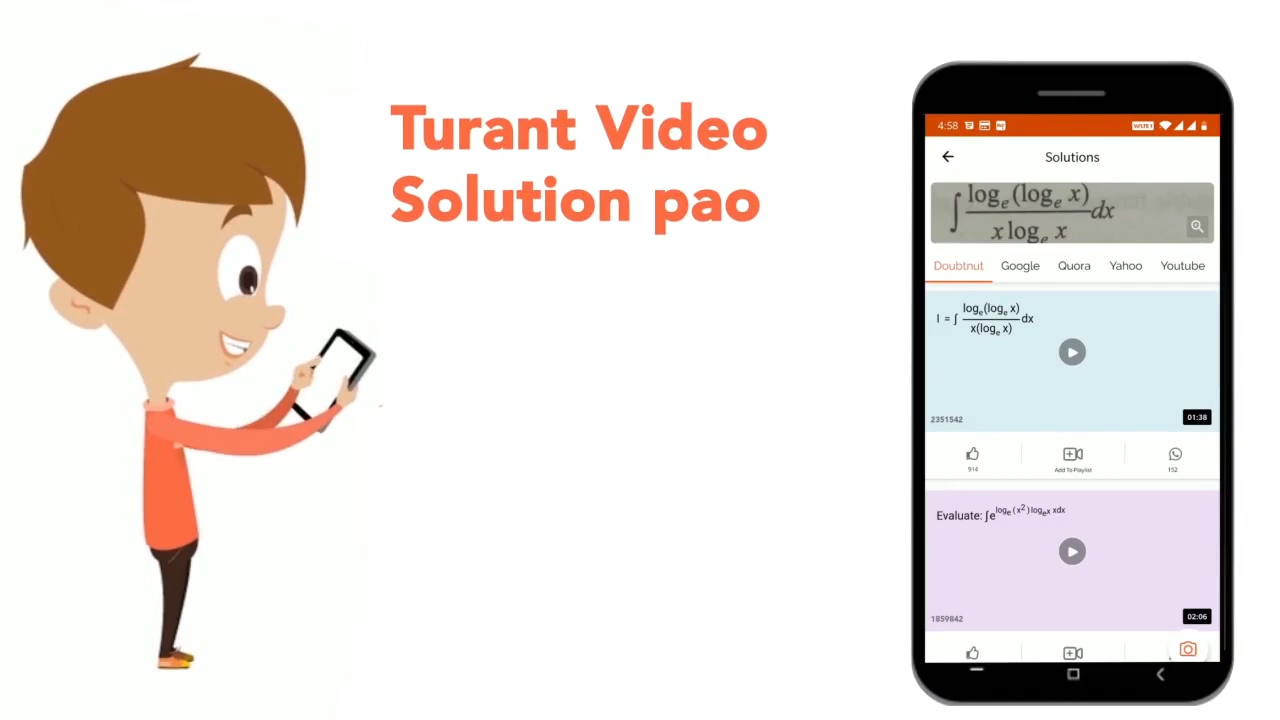 Turant Video
Solution pao
4:58
VoLTE1
Solutions
∫ logₑ(logₑ x) / x logₑ x dx
Doubtnut Google Quora Yahoo Youtube
I = ∫ logₑ(logₑ x) / x(logₑ x) dx
2351542 01:38
914 Add To Playlist 152
Evaluate: ∫e^logₑ(x²)logₑx xdx
1859842 02:06